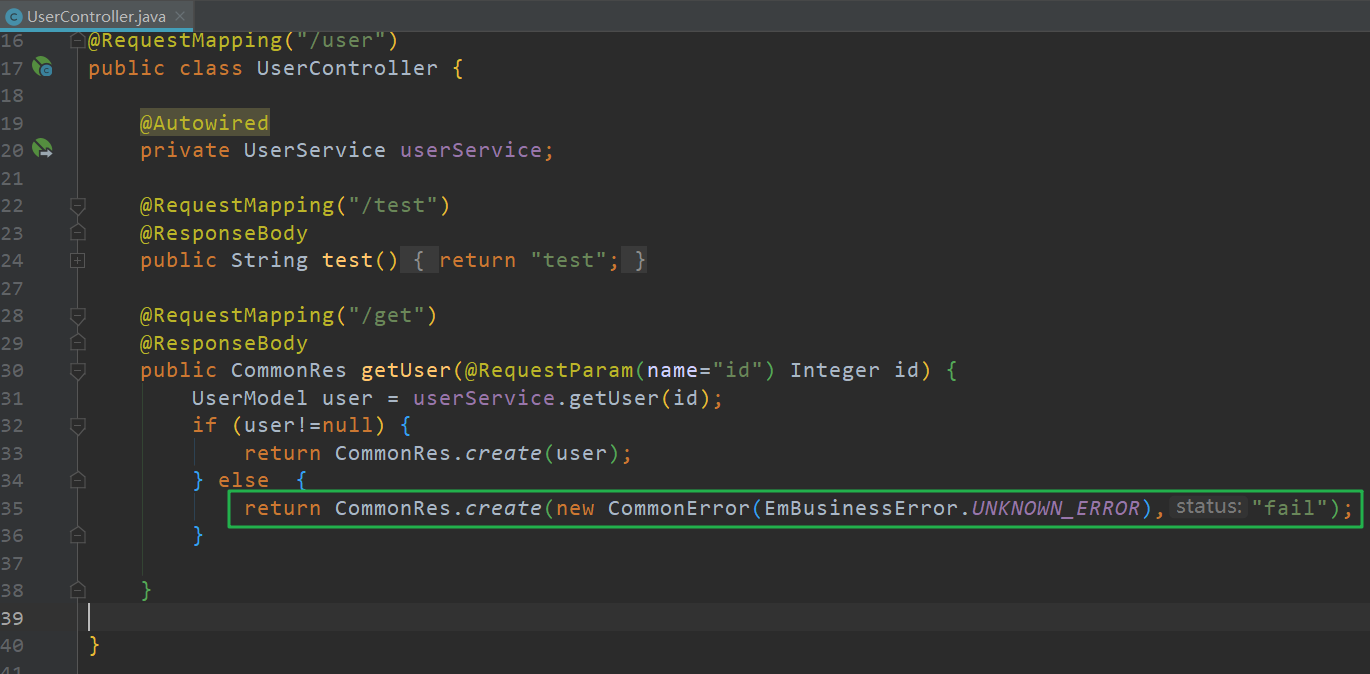 UserController.java
16 @RequestMapping("/user")
17 public class UserController {
18
19 @Autowired
20 private UserService userService;
21
22 @RequestMapping("/test")
23 @ResponseBody
24 public String test() { return "test"; }
27
28 @RequestMapping("/get")
29 @ResponseBody
30 public CommonRes getUser(@RequestParam(name="id") Integer id) {
31 UserModel user = userService.getUser(id);
32 if (user!=null) {
33 return CommonRes.create(user);
34 } else  {
35 return CommonRes.create(new CommonError(EmBusinessError.UNKNOWN_ERROR), status: "fail");
36 }
37
38 }
39
40 }
41